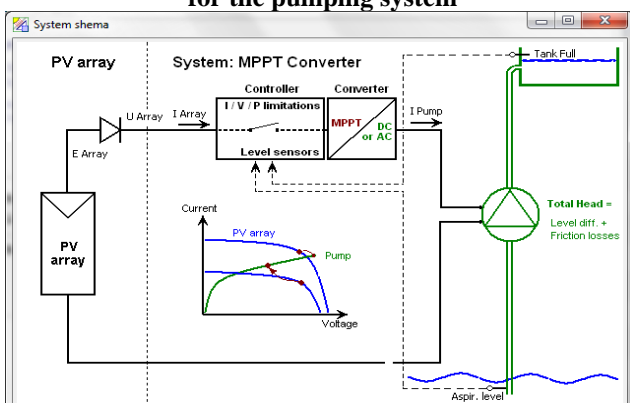 for the pumping system
System shema
PV array
System: MPPT Converter
Tank Full
Controller
Converter
U Array
I Array
I / V / P limitations
I Pump
MPPT
DC
or AC
E Array
Level sensors
Current
PV array
Pump
Voltage
PV
array
Total Head =
Level diff. +
Friction losses
Aspir. level